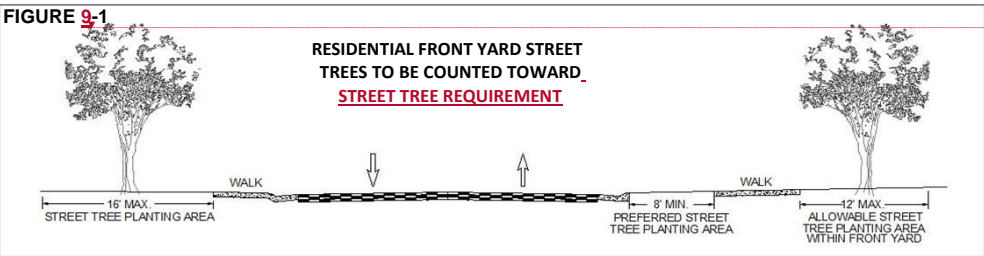 FIGURE 9-1
RESIDENTIAL FRONT YARD STREET
TREES TO BE COUNTED TOWARD
STREET TREE REQUIREMENT
WALK
16' MAX.
STREET TREE PLANTING AREA
8' MIN.
PREFERRED STREET
TREE PLANTING AREA
WALK
12' MAX.
ALLOWABLE STREET
TREE PLANTING AREA
WITHIN FRONT YARD